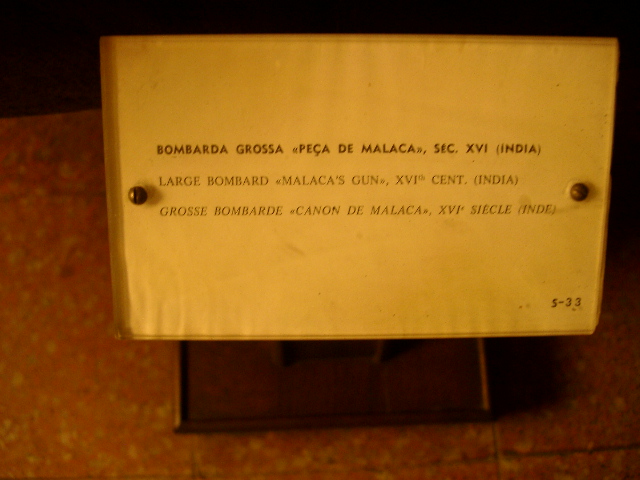 BOMBARDA GROSSA «PEÇA DE MALACA», SÉC. XVI (INDIA)
LARGE BOMBARD «MALACA'S GUN», XVIth CENT. (INDIA)
GROSSE BOMBARDE «CANON DE MALACA», XVIe SIÈCLE (INDE)
S-33